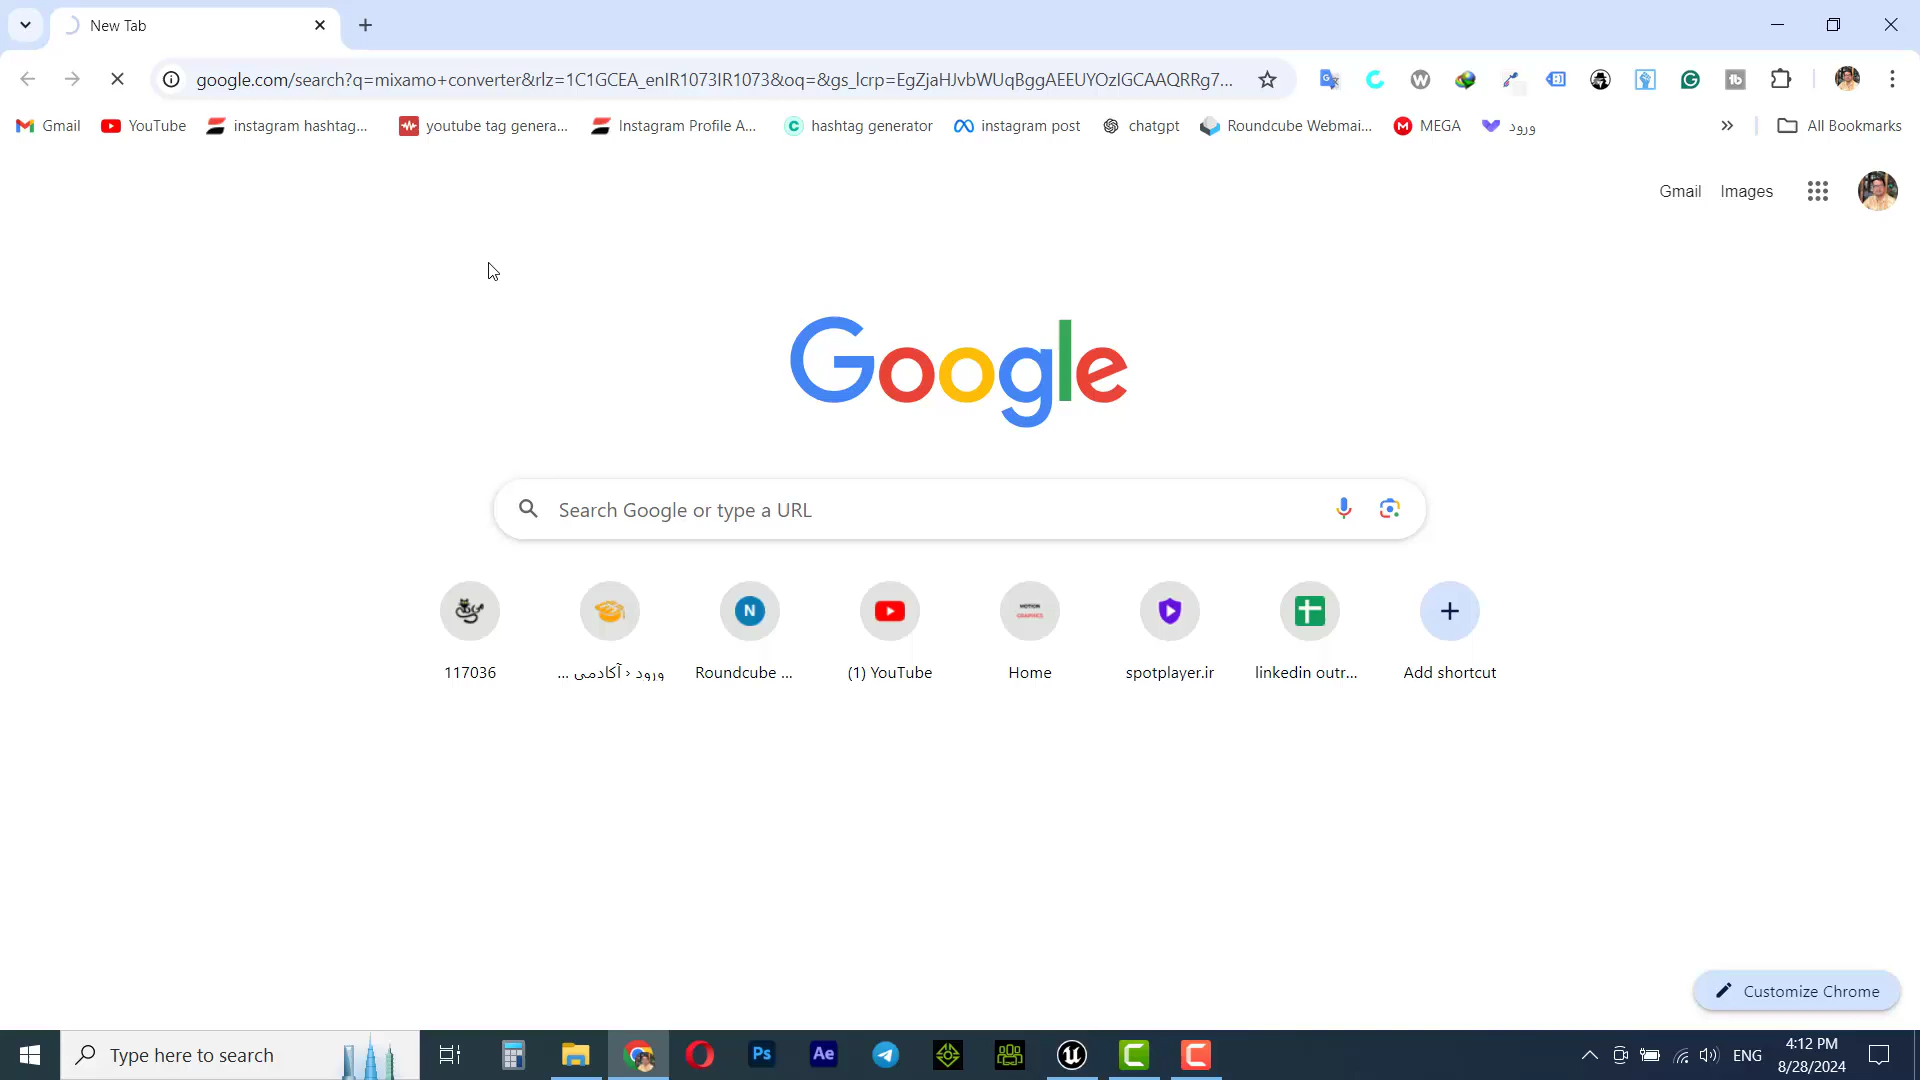 New Tab
google.com/search?q=mixamo+converter&rlz=1C1GCEA_enIR1073IR1073&oq=&gs_lcrp=EgZjaHJvbWUqBggAEEUYOzIGCAAQRRg7...
Gmail YouTube instagram hashtag... youtube tag genera... Instagram Profile A... hashtag generator instagram post chatgpt Roundcube Webmai... MEGA ورود » All Bookmarks
Gmail Images
Google
Search Google or type a URL
117036 ورود ‹ آکادمی ... Roundcube ... (1) YouTube Home spotplayer.ir linkedin outr... Add shortcut
Customize Chrome
Type here to search
Ps Ae
ENG
4:12 PM
8/28/2024